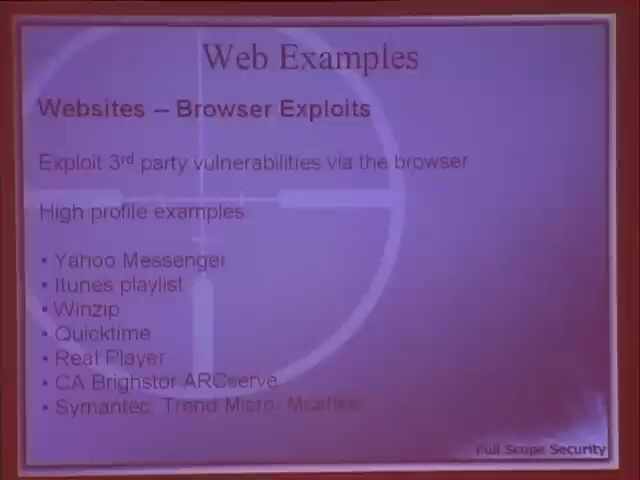 Web Examples
Websites – Browser Exploits
Exploit 3rd party vulnerabilities via the browser
High profile examples
• Yahoo Messenger
• Itunes playlist
• Winzip
• Quicktime
• Real Player
• CA Brighstor ARCserve
• Symantec, Trend Micro, Mcafee
Full Scope Security